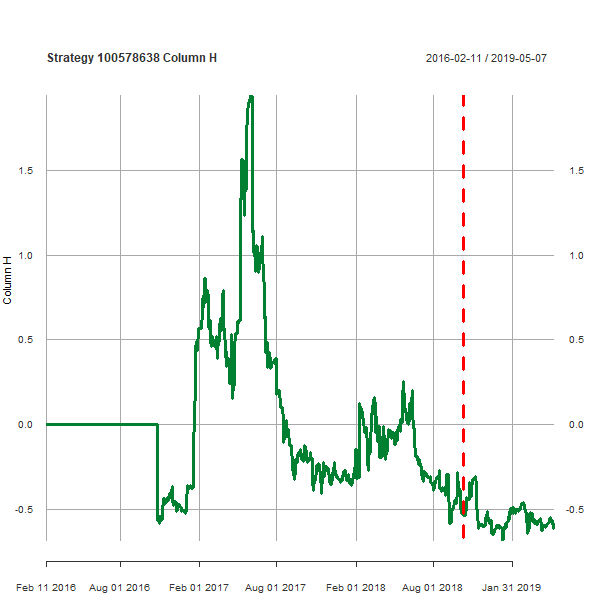 Strategy 100578638 Column H
2016-02-11 / 2019-05-07
1.5
1.5
1.0
1.0
Column H
0.5
0.5
0.0
0.0
-0.5
-0.5
Feb 11 2016
Aug 01 2016
Feb 01 2017
Aug 01 2017
Feb 01 2018
Aug 01 2018
Jan 31 2019